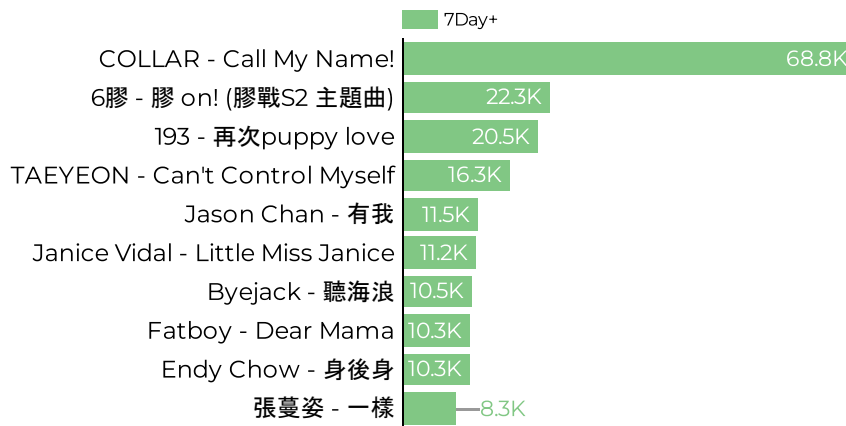 7Day+
COLLAR - Call My Name! 68.8K
6膠 - 膠 on! (膠戰S2 主題曲) 22.3K
193 - 再次puppy love 20.5K
TAEYEON - Can't Control Myself 16.3K
Jason Chan - 有我 11.5K
Janice Vidal - Little Miss Janice 11.2K
Byejack - 聽海浪 10.5K
Fatboy - Dear Mama 10.3K
Endy Chow - 身後身 10.3K
張蔓姿 - 一樣 8.3K